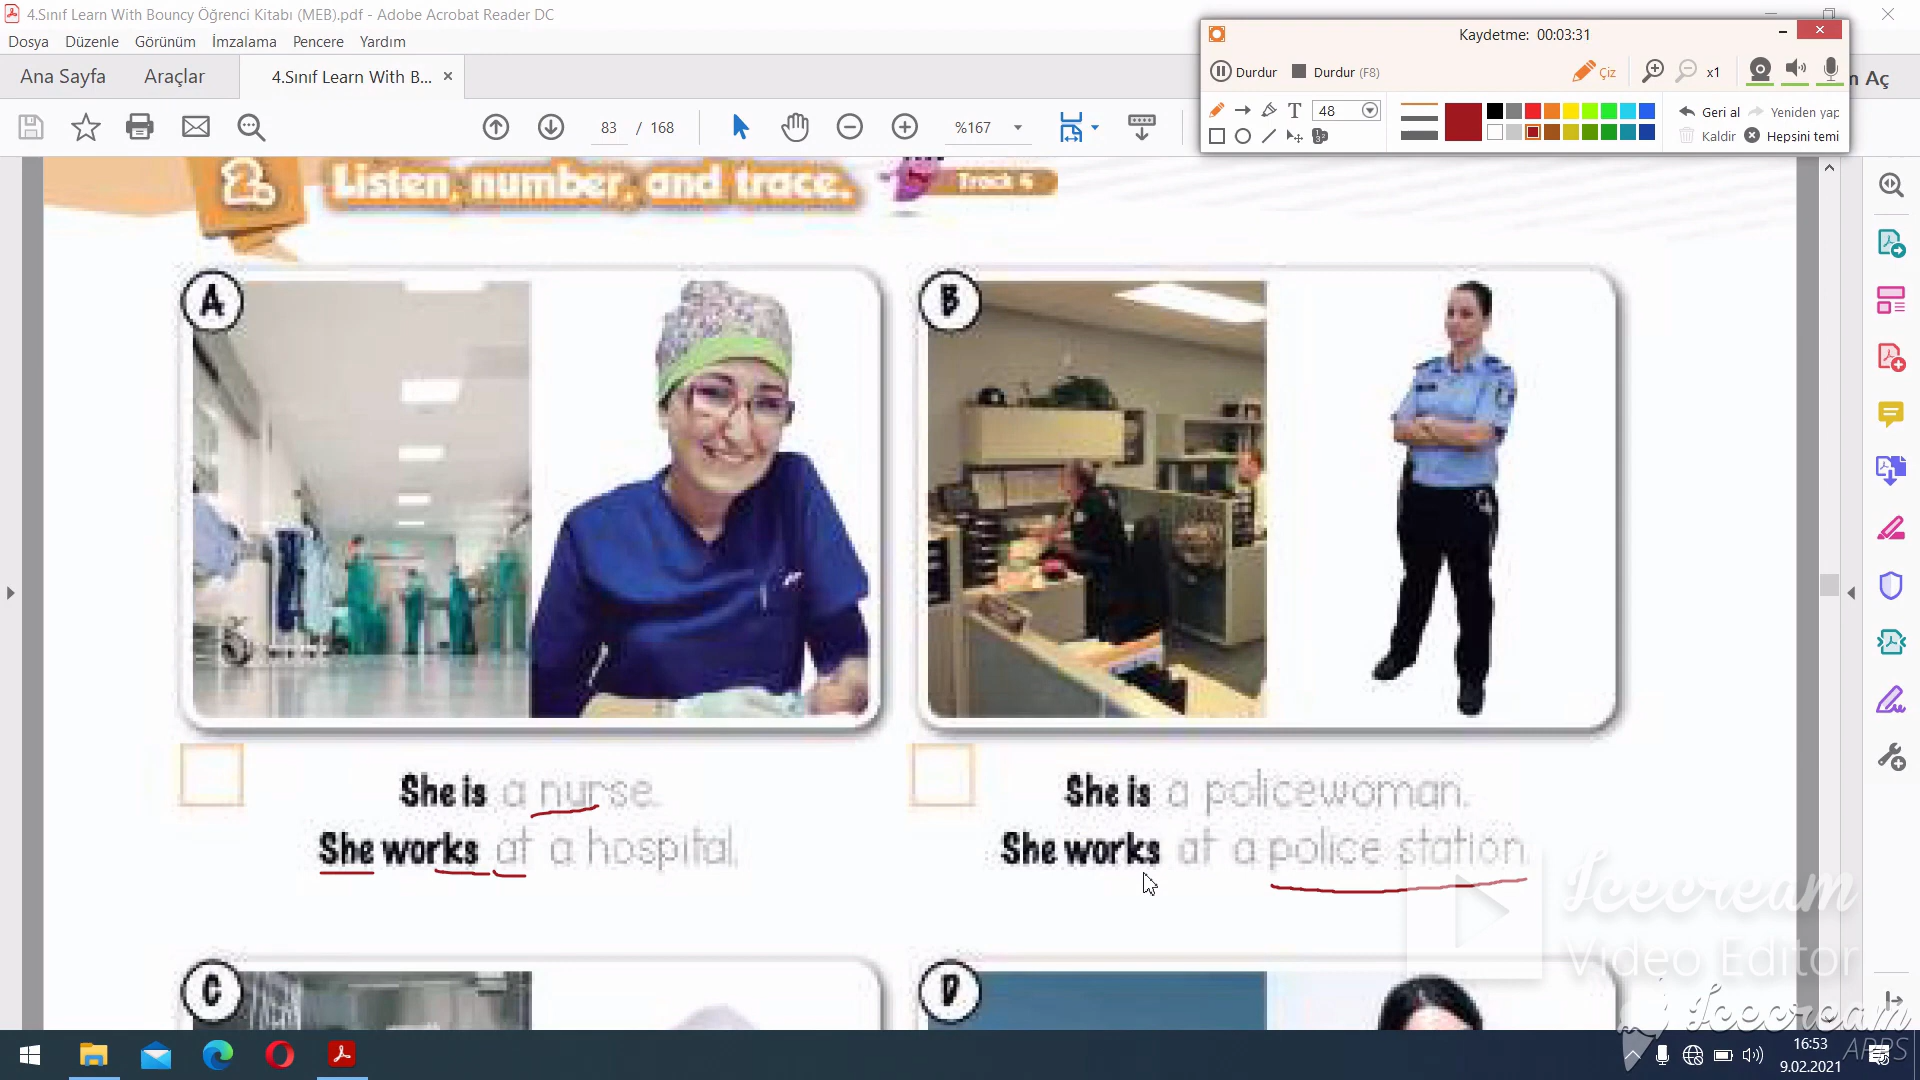 4.Sınıf Learn With Bouncy Öğrenci Kitabı (MEB).pdf - Adobe Acrobat Reader DC
Dosya Düzenle Görünüm İmzalama Pencere Yardım
Ana Sayfa Araçlar 4.Sınıf Learn With B... ×
Kaydetme: 00:03:31
Durdur Durdur (F8) Çiz x1
n Aç
T 48 Geri al Yeniden yap
Kaldır Hepsini temi
83 / 168 %167
2 Listen, number, and trace. Track 6
A B
She is a nurse.
She works at a hospital.
She is a policewoman.
She works at a police station.
C D
Icecream
Video Editor
Icecream
APPS
16:53
9.02.2021